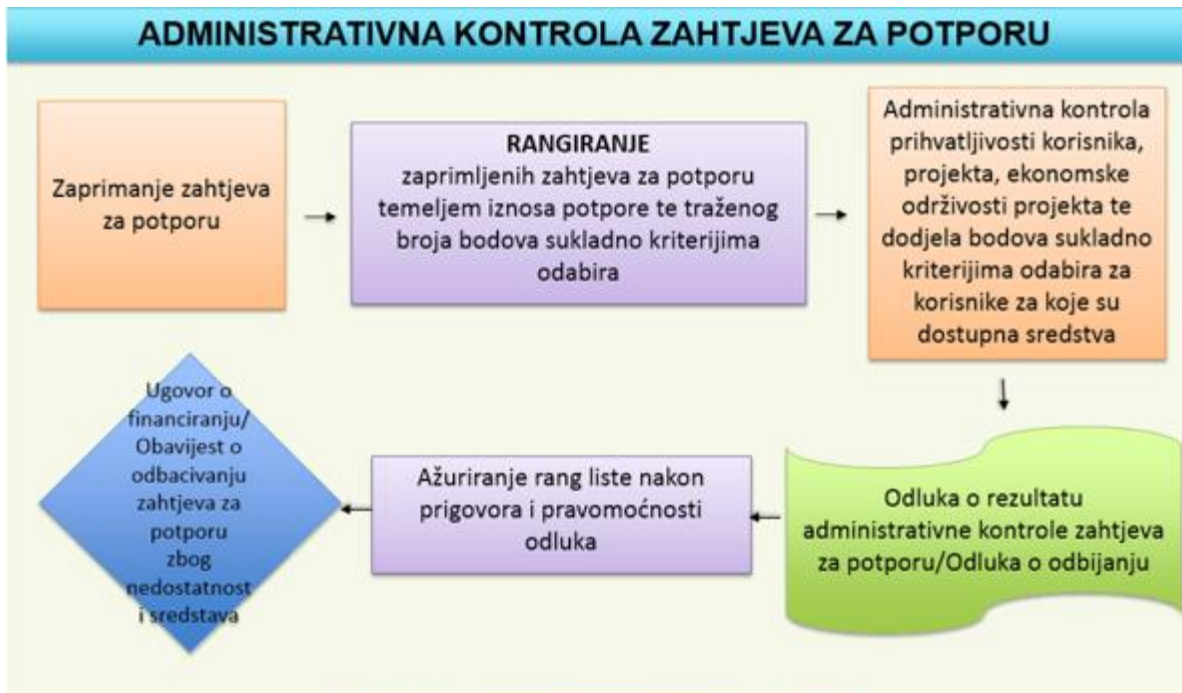 ADMINISTRATIVNA KONTROLA ZAHTJEVA ZA POTPORU
Zaprimanje zahtjeva
za potporu
RANGIRANJE
zaprimljenih zahtjeva za potporu
temeljem iznosa potpore te traženog
broja bodova sukladno kriterijima
odabira
Administrativna kontrola
prihvatljivosti korisnika,
projekta, ekonomske
održivosti projekta te
dodjela bodova sukladno
kriterijima odabira za
korisnike za koje su
dostupna sredstva
Odluka o rezultatu
administrativne kontrole zahtjeva
za potporu/Odluka o odbijanju
Ažuriranje rang liste nakon
prigovora i pravomoćnosti
odluka
Ugovor o
financiranju/
Obavijest o
odbacivanju
zahtjeva za
potporu
zbog
nedostatnost
i sredstava